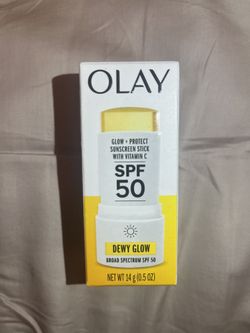 OLAY
GLOW + PROTECT
SUNSCREEN STICK
WITH VITAMIN C
SPF
50
DEWY GLOW
BROAD SPECTRUM SPF 50
NET WT 14 g (0.5 OZ)